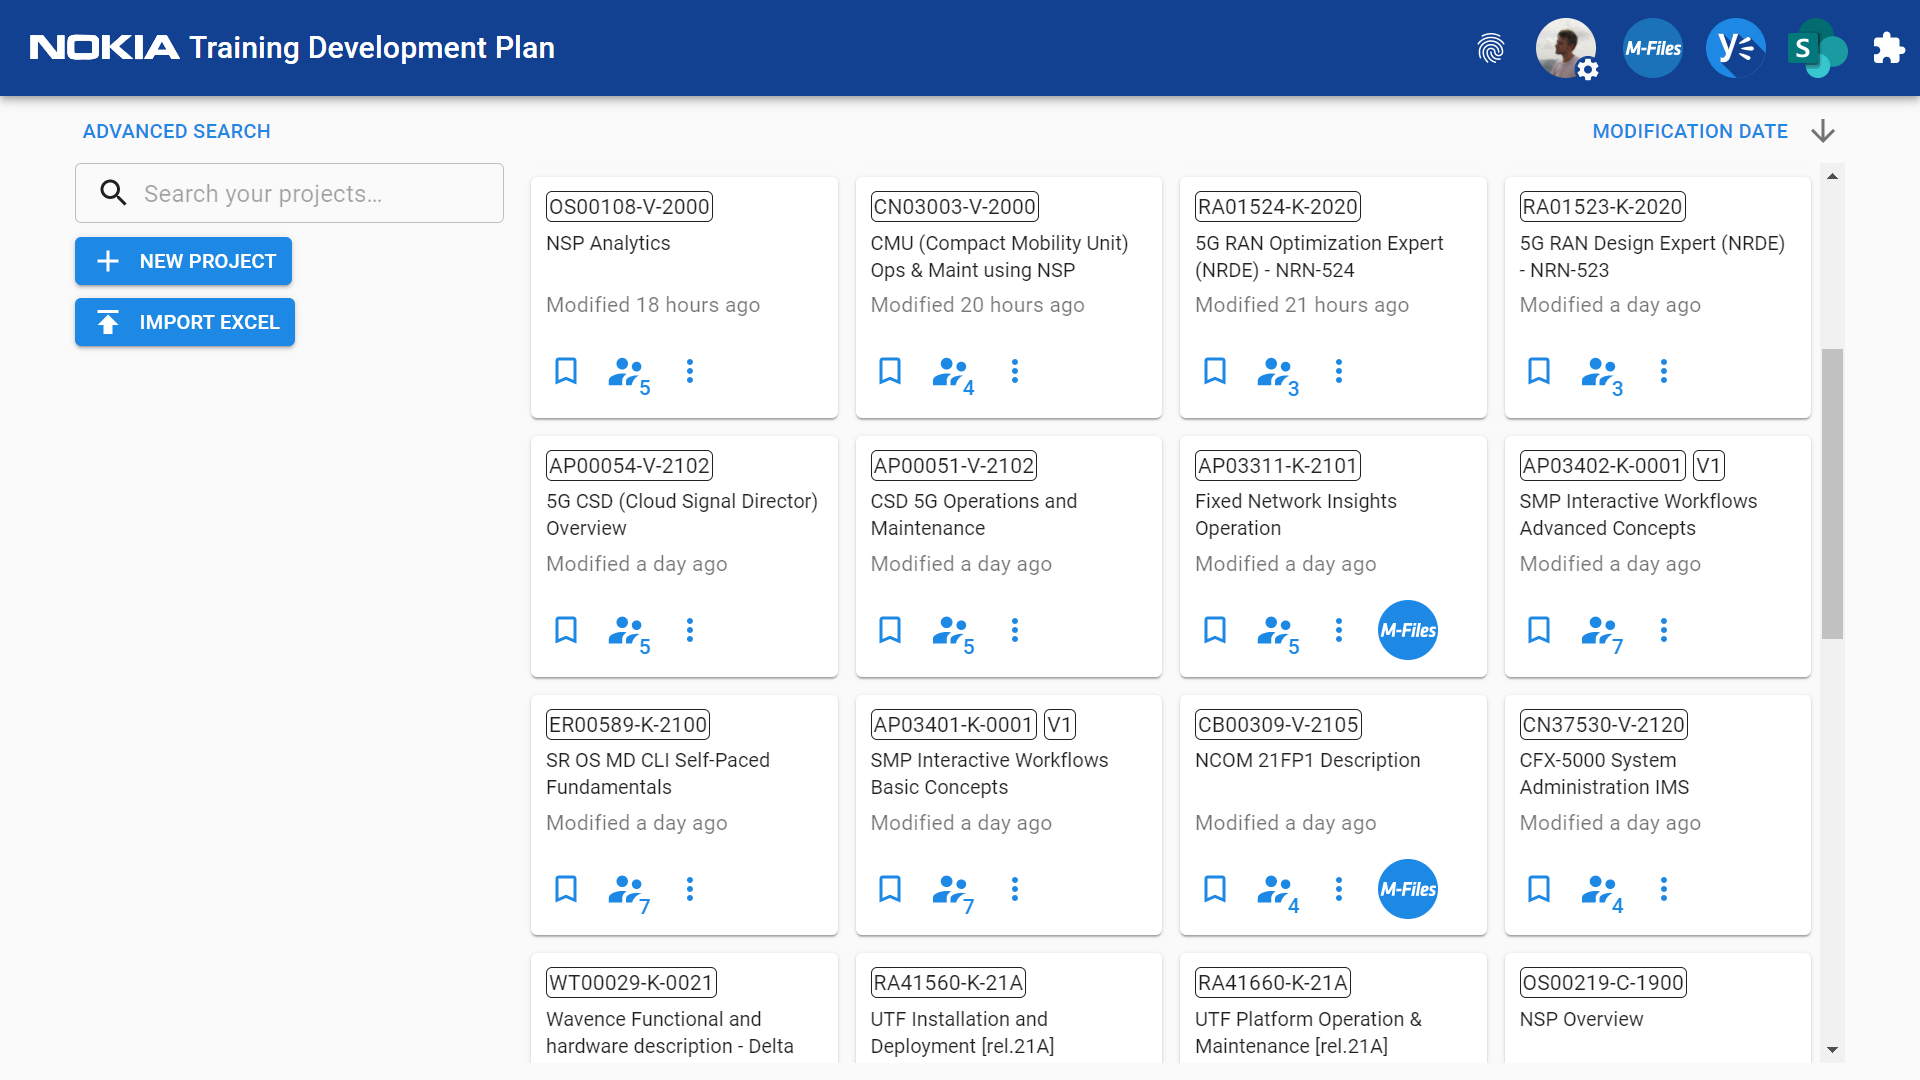 NOKIA Training Development Plan
M-Files
y
S
ADVANCED SEARCH
MODIFICATION DATE
Search your projects...
NEW PROJECT
IMPORT EXCEL
OS00108-V-2000
NSP Analytics
Modified 18 hours ago
5
CN03003-V-2000
CMU (Compact Mobility Unit)
Ops & Maint using NSP
Modified 20 hours ago
4
RA01524-K-2020
5G RAN Optimization Expert
(NRDE) - NRN-524
Modified 21 hours ago
3
RA01523-K-2020
5G RAN Design Expert (NRDE)
- NRN-523
Modified a day ago
3
AP00054-V-2102
5G CSD (Cloud Signal Director)
Overview
Modified a day ago
5
AP00051-V-2102
CSD 5G Operations and
Maintenance
Modified a day ago
5
AP03311-K-2101
Fixed Network Insights
Operation
Modified a day ago
5
M-Files
AP03402-K-0001 V1
SMP Interactive Workflows
Advanced Concepts
Modified a day ago
7
ER00589-K-2100
SR OS MD CLI Self-Paced
Fundamentals
Modified a day ago
7
AP03401-K-0001 V1
SMP Interactive Workflows
Basic Concepts
Modified a day ago
7
CB00309-V-2105
NCOM 21FP1 Description
Modified a day ago
4
M-Files
CN37530-V-2120
CFX-5000 System
Administration IMS
Modified a day ago
4
WT00029-K-0021
Wavence Functional and
hardware description - Delta
RA41560-K-21A
UTF Installation and
Deployment [rel.21A]
RA41660-K-21A
UTF Platform Operation &
Maintenance [rel.21A]
OS00219-C-1900
NSP Overview